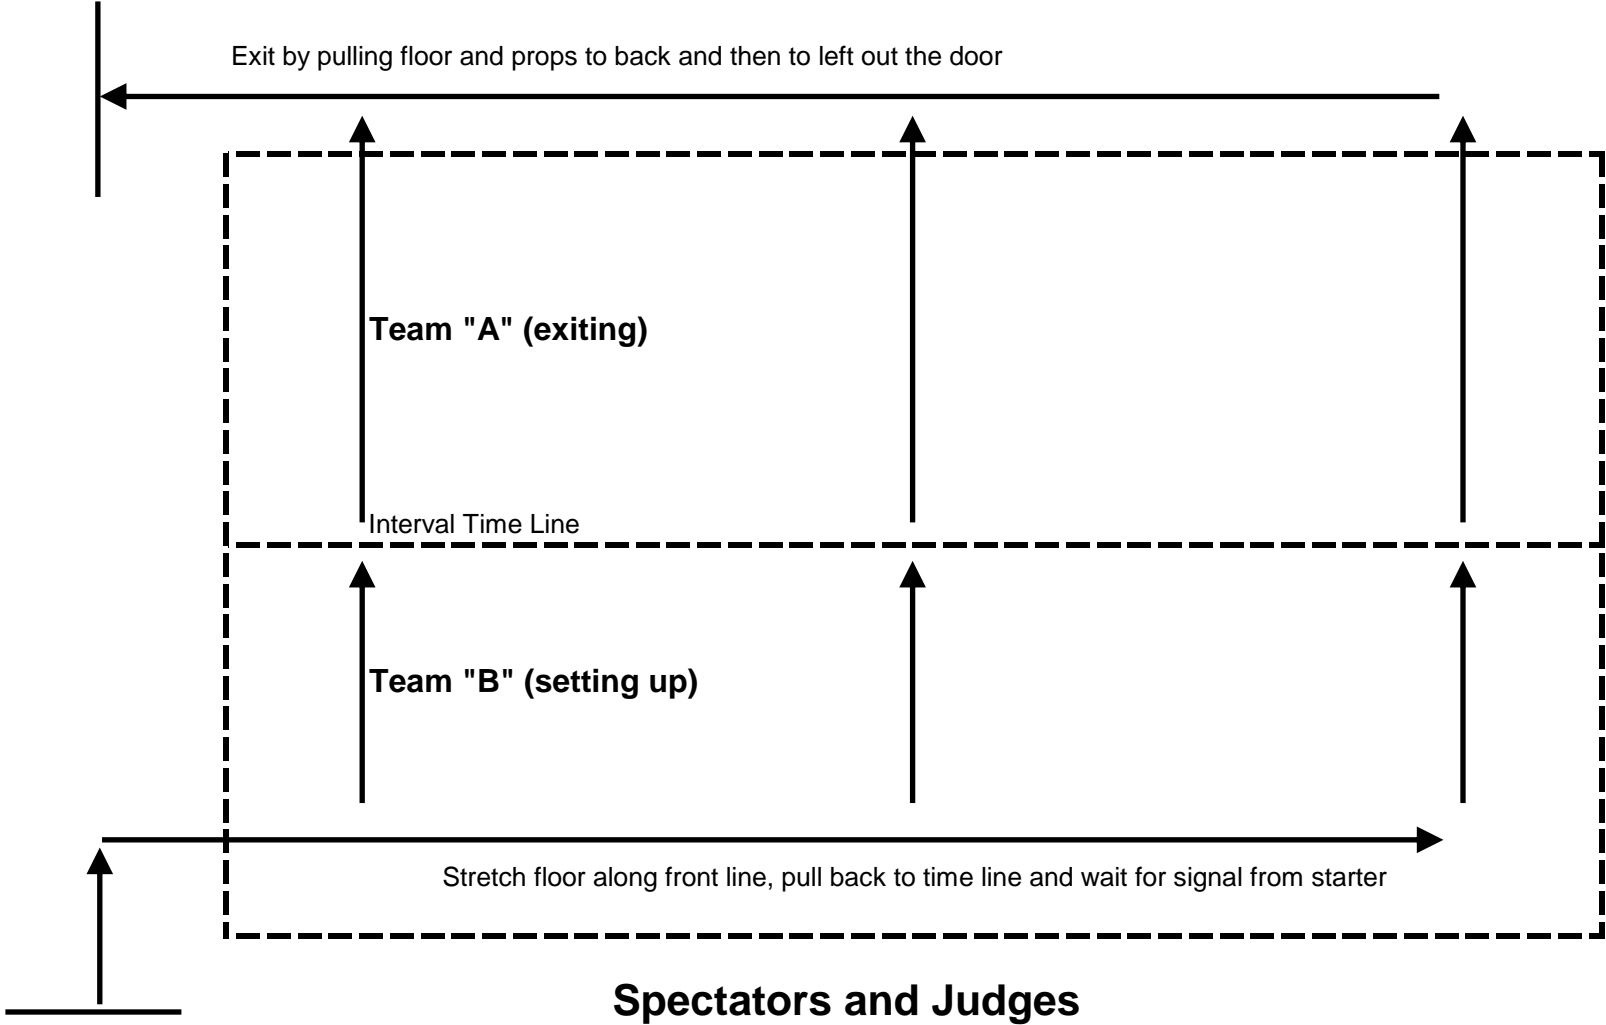 Exit by pulling floor and props to back and then to left out the door
Team "A" (exiting)
Interval Time Line
Team "B" (setting up)
Stretch floor along front line, pull back to time line and wait for signal from starter
Spectators and Judges